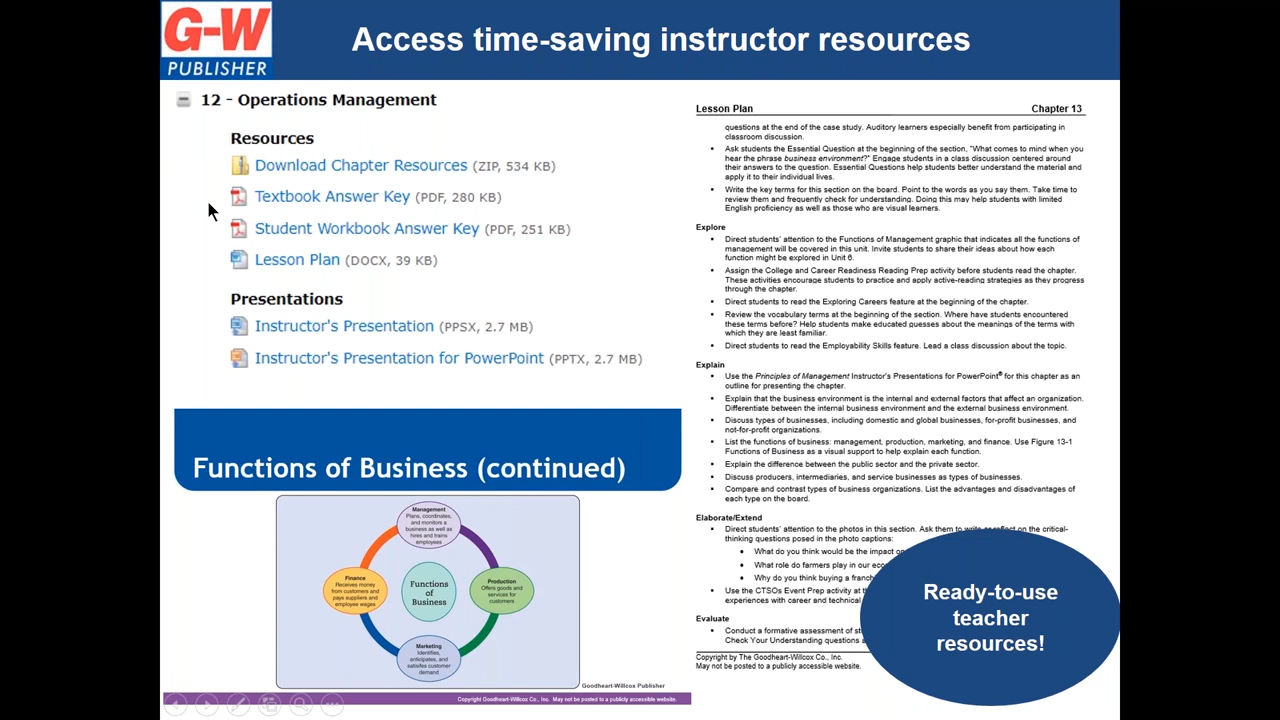 G-W
PUBLISHER
Access time-saving instructor resources
12 - Operations Management
Resources
Download Chapter Resources (ZIP, 534 KB)
Textbook Answer Key (PDF, 280 KB)
Student Workbook Answer Key (PDF, 251 KB)
Lesson Plan (DOCX, 39 KB)
Presentations
Instructor's Presentation (PPSX, 2.7 MB)
Instructor's Presentation for PowerPoint (PPTX, 2.7 MB)
Functions of Business (continued)
Management
Plans, coordinates,
and monitors a
business as well as
hires and trains
employees
Finance
Receives money
from customers and
pays suppliers and
employee wages
Functions
of
Business
Production
Offers goods and
services for
customers
Marketing
Identifies,
anticipates, and
satisfies customer
demand
Goodheart-Willcox Publisher
Copyright Goodheart-Willcox Co., Inc. May not be posted to a publicly accessible website.
Lesson Plan Chapter 13
questions at the end of the case study. Auditory learners especially benefit from participating in
classroom discussion.
• Ask students the Essential Question at the beginning of the section, "What comes to mind when you
hear the phrase business environment?" Engage students in a class discussion centered around
their answers to the question. Essential Questions help students better understand the material and
apply it to their individual lives.
• Write the key terms for this section on the board. Point to the words as you say them. Take time to
review them and frequently check for understanding. Doing this may help students with limited
English proficiency as well as those who are visual learners.
Explore
• Direct students' attention to the Functions of Management graphic that indicates all the functions of
management will be covered in this unit. Invite students to share their ideas about how each
function might be explored in Unit 6.
• Assign the College and Career Readiness Reading Prep activity before students read the chapter.
These activities encourage students to practice and apply active-reading strategies as they progress
through the chapter.
• Direct students to read the Exploring Careers feature at the beginning of the chapter.
• Review the vocabulary terms at the beginning of the section. Where have students encountered
these terms before? Help students make educated guesses about the meanings of the terms with
which they are least familiar.
• Direct students to read the Employability Skills feature. Lead a class discussion about the topic.
Explain
• Use the Principles of Management Instructor's Presentations for PowerPoint® for this chapter as an
outline for presenting the chapter.
• Explain that the business environment is the internal and external factors that affect an organization.
Differentiate between the internal business environment and the external business environment.
• Discuss types of businesses, including domestic and global businesses, for-profit businesses, and
not-for-profit organizations.
• List the functions of business: management, production, marketing, and finance. Use Figure 13-1
Functions of Business as a visual support to help explain each function.
• Explain the difference between the public sector and the private sector.
• Discuss producers, intermediaries, and service businesses as types of businesses.
• Compare and contrast types of business organizations. List the advantages and disadvantages of
each type on the board.
Elaborate/Extend
• Direct students' attention to the photos in this section. Ask them to write or reflect on the critical-
thinking questions posed in the photo captions:
• What do you think would be the impact
• What role do farmers play in our
• Why do you think buying a
• Use the CTSOs Event Prep activity at
experiences with career and technical
Evaluate
• Conduct a formative assessment of
Check Your Understanding questions
Copyright by The Goodheart-Willcox Co., Inc.
May not be posted to a publicly accessible website.
Ready-to-use
teacher
resources!